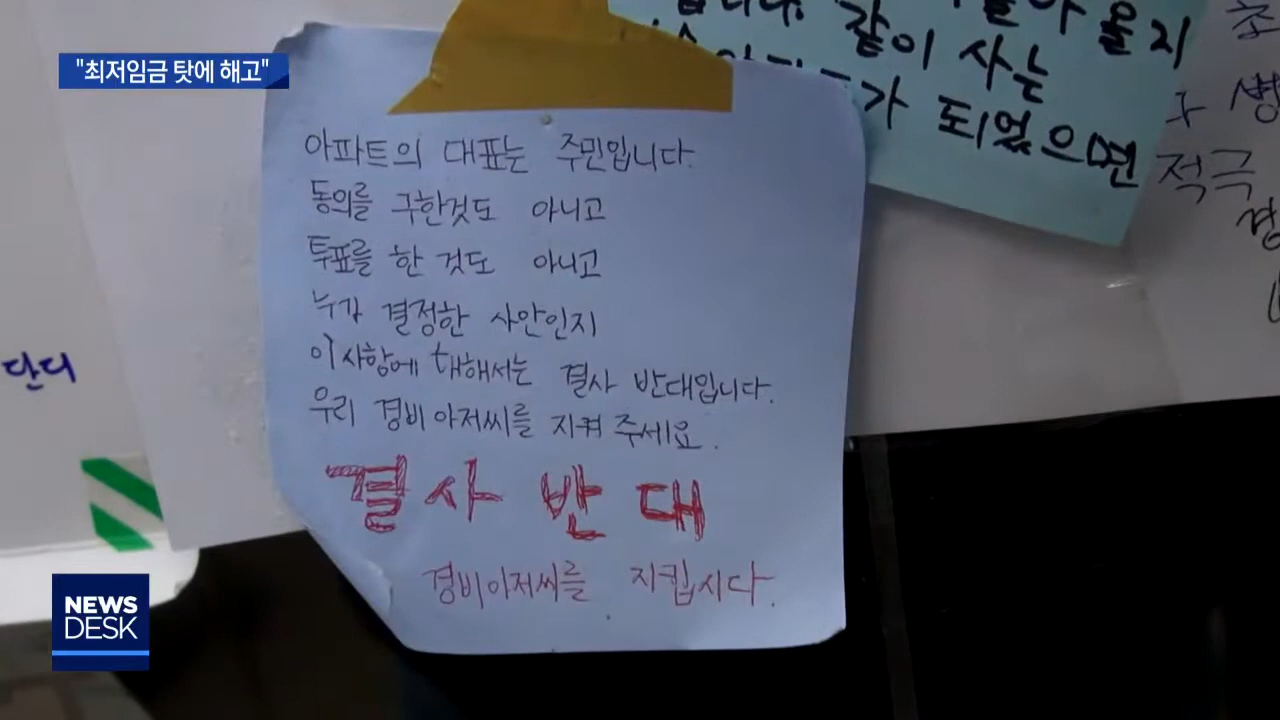 "최저임금 탓에 해고"
아파트의 대표는 주민입니다.
동의를 구한것도 아니고
투표를 한 것도 아니고
누가 결정한 사안인지
이 사항에 대해서는 결사 반대입니다.
우리 경비아저씨를 지켜주세요.
결사 반대
경비아저씨를 지킵시다.
올지
같이 사는
가 되었으면
적극
단디
NEWS
DESK